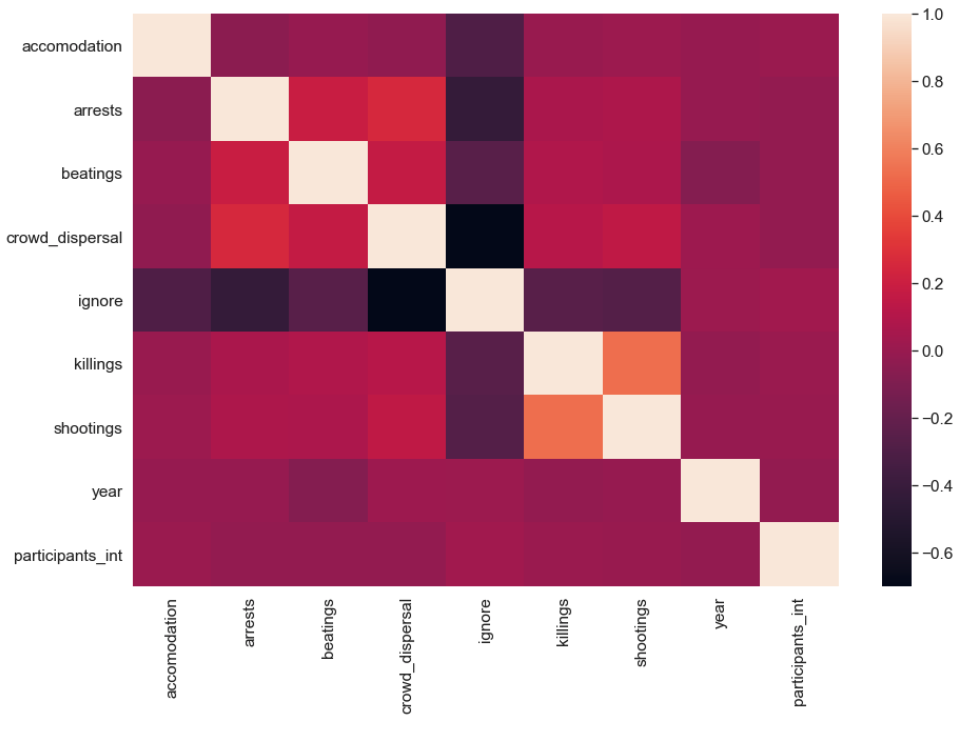 accomodation
arrests
beatings
crowd_dispersal
ignore
killings
shootings
year
participants_int
accomodation
arrests
beatings
crowd_dispersal
ignore
killings
shootings
year
participants_int
1.0
0.8
0.6
0.4
0.2
0.0
−0.2
−0.4
−0.6